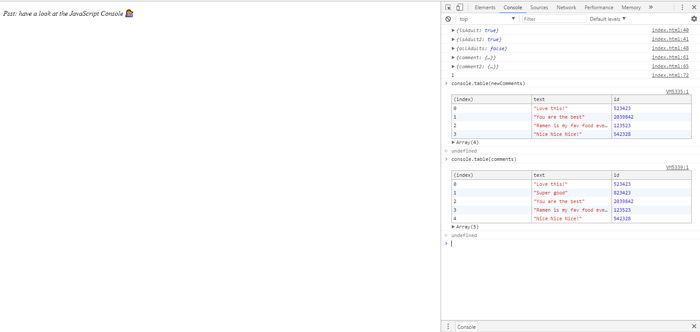 Psst: have a look at the JavaScript Console 💁
Elements Console Sources Network Performance Memory »
top Filter Default levels ▼
▶{isAdult: true} index.html:40
▶{isAdult2: true} index.html:41
▶{allAdults: false} index.html:48
▶{comment: {…}} index.html:61
▶{comment2: {…}} index.html:65
1 index.html:72
> console.table(newComments)
VM5335:1
(index) text id
0 "Love this!" 523423
1 "You are the best" 2039842
2 "Ramen is my fav food eve… 123523
3 "Nice Nice Nice!" 542328
▶Array(4)
undefined
> console.table(comments)
VM5339:1
(index) text id
0 "Love this!" 523423
1 "Super good" 823423
2 "You are the best" 2039842
3 "Ramen is my fav food eve… 123523
4 "Nice Nice Nice!" 542328
▶Array(5)
undefined
>
Console